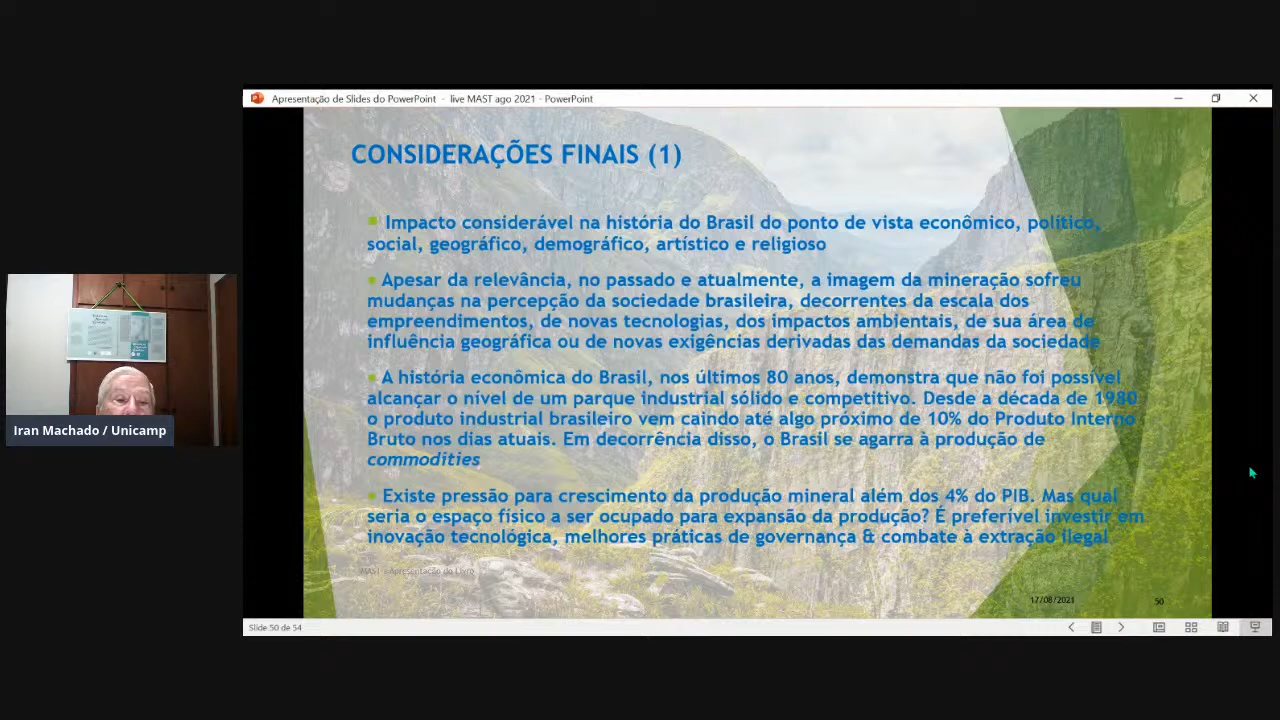 Apresentação de Slides do PowerPoint - live MAST ago 2021 - PowerPoint
CONSIDERAÇÕES FINAIS (1)
Impacto considerável na história do Brasil do ponto de vista econômico, político,
social, geográfico, demográfico, artístico e religioso
Apesar da relevância, no passado e atualmente, a imagem da mineração sofreu
mudanças na percepção da sociedade brasileira, decorrentes da escala dos
empreendimentos, de novas tecnologias, dos impactos ambientais, de sua área de
influência geográfica ou de novas exigências derivadas das demandas da sociedade
A história econômica do Brasil, nos últimos 80 anos, demonstra que não foi possível
alcançar o nível de um parque industrial sólido e competitivo. Desde a década de 1980
o produto industrial brasileiro vem caindo até algo próximo de 10% do Produto Interno
Bruto nos dias atuais. Em decorrência disso, o Brasil se agarra à produção de
commodities
Existe pressão para crescimento da produção mineral além dos 4% do PIB. Mas qual
seria o espaço físico a ser ocupado para expansão da produção? É preferível investir em
inovação tecnológica, melhores práticas de governança & combate à extração ilegal
MAST - Apresentação do Livro
17/08/2021
50
Slide 50 de 54
Iran Machado / Unicamp